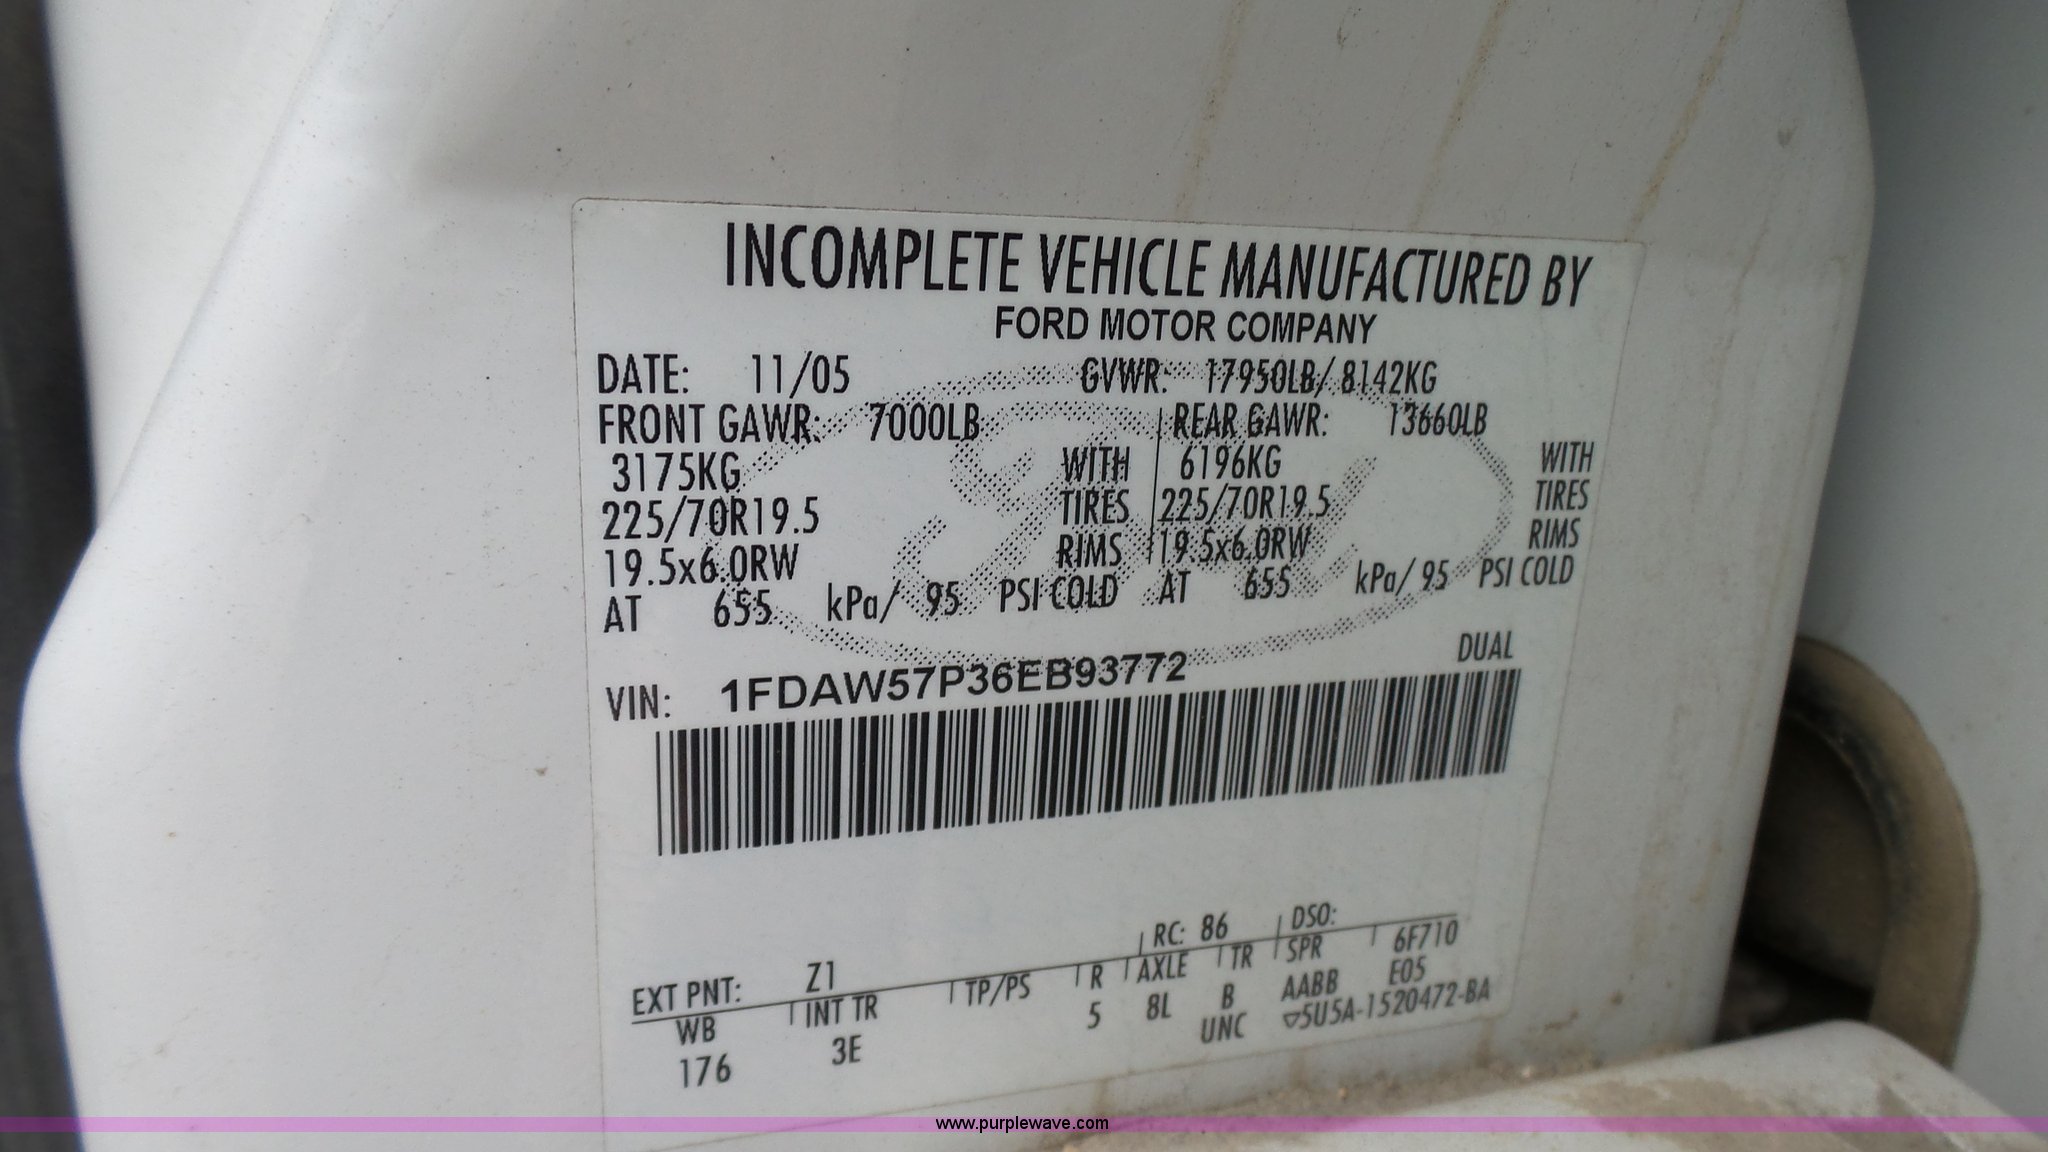 INCOMPLETE VEHICLE MANUFACTURED BY
FORD MOTOR COMPANY
DATE: 11/05 GVWR: 17950LB/ 8142KG
FRONT GAWR: 7000LB REAR GAWR: 13660LB
3175KG WITH 6196KG WITH
225/70R19.5 TIRES 225/70R19.5 TIRES
19.5x6.0RW RIMS 19.5x6.0RW RIMS
AT 655 kPa/ 95 PSI COLD AT 655 kPa/ 95 PSI COLD
DUAL
VIN: 1FDAW57P36EB93772
EXT PNT: Z1 RC: 86 DSO:
WB INT TR TP/PS R AXLE TR SPR 6F710
176 3E 5 8L B AABB E05
UNC ▽5U5A-1520472-BA
www.purplewave.com